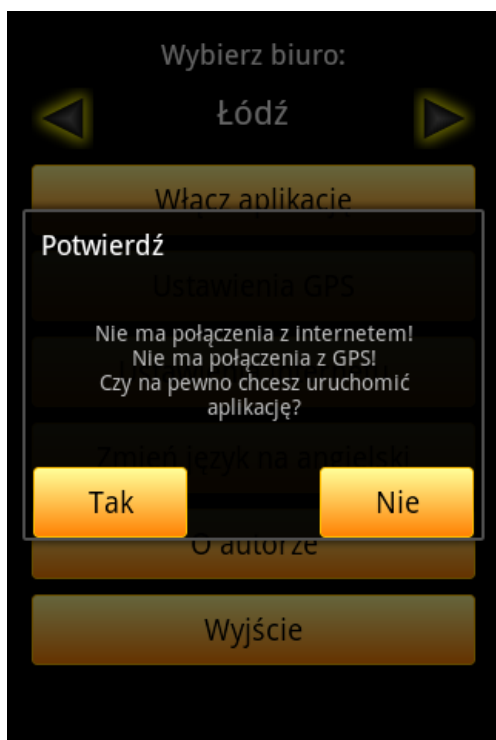 Wybierz biuro:
Łódź
Włącz aplikację
Potwierdź
Ustawienia GPS
Nie ma połączenia z internetem!
Nie ma połączenia z GPS!
Czy na pewno chcesz uruchomić
aplikację?
Zmień język na angielski
Tak
Nie
O autorze
Wyjście